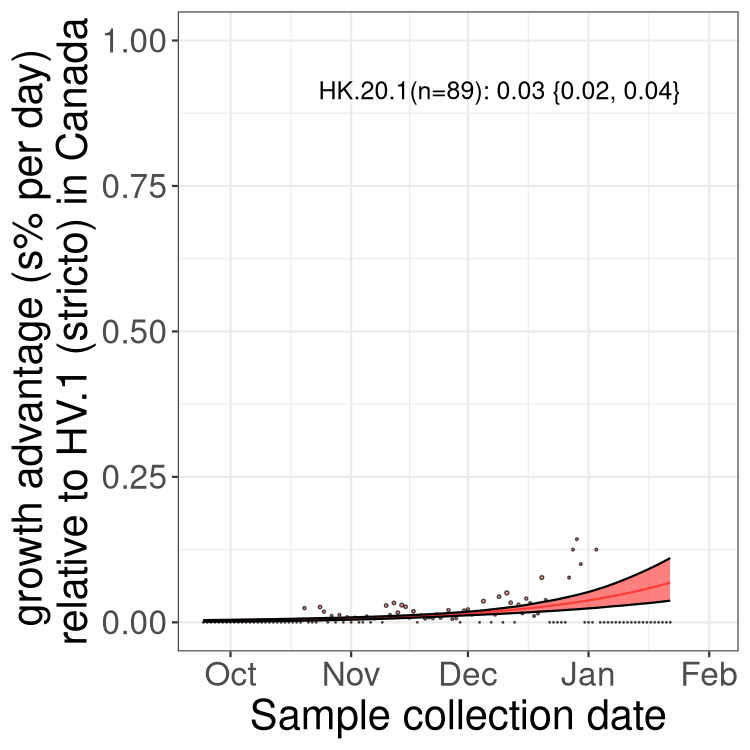 growth advantage (s% per day)
relative to HV.1 (stricto) in Canada
1.00
0.75
0.50
0.25
0.00
HK.20.1(n=89): 0.03 {0.02, 0.04}
Oct Nov Dec Jan Feb
Sample collection date